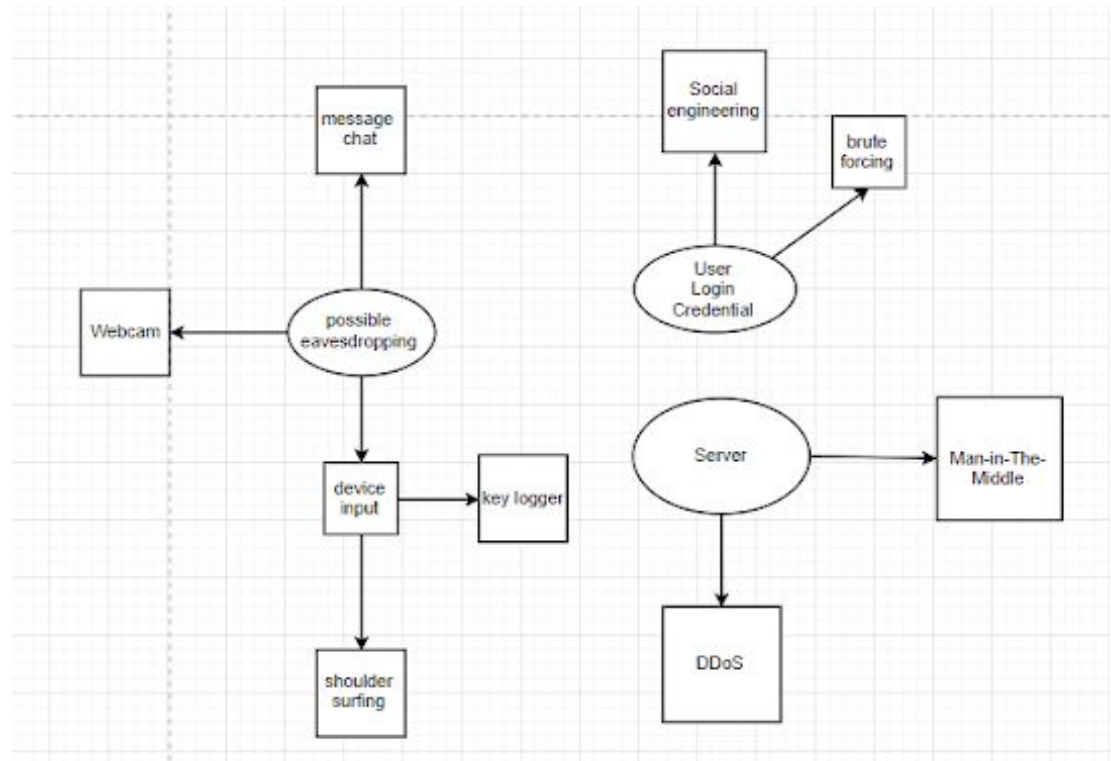 message
chat
Webcam
possible
eavesdropping
device
input
key logger
shoulder
surfing
Social
engineering
brute
forcing
User
Login
Credential
Server
Man-in-The-
Middle
DDoS